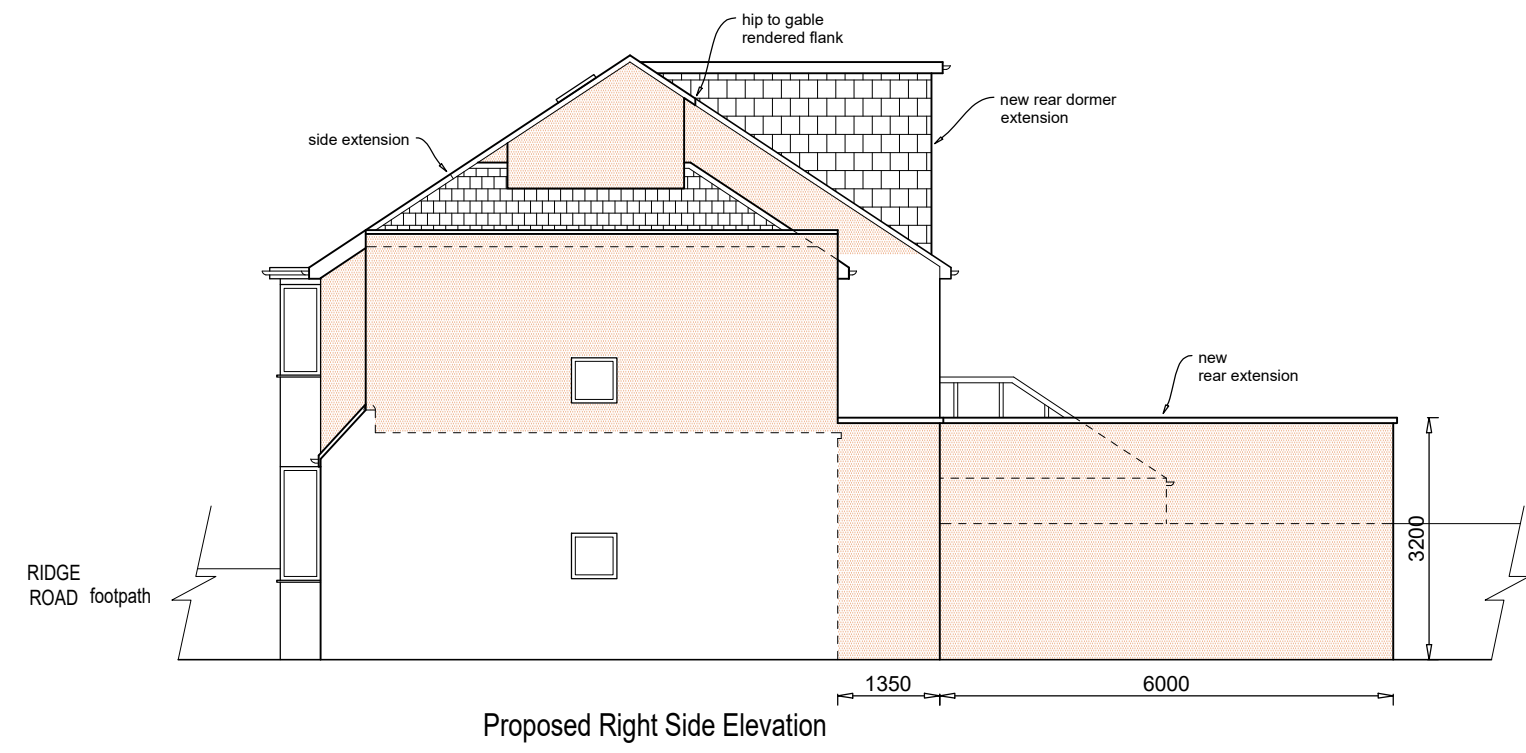 hip to gable
rendered flank
new rear dormer
extension
side extension
new
rear extension
RIDGE
ROAD footpath
3200
1350
6000
Proposed Right Side Elevation